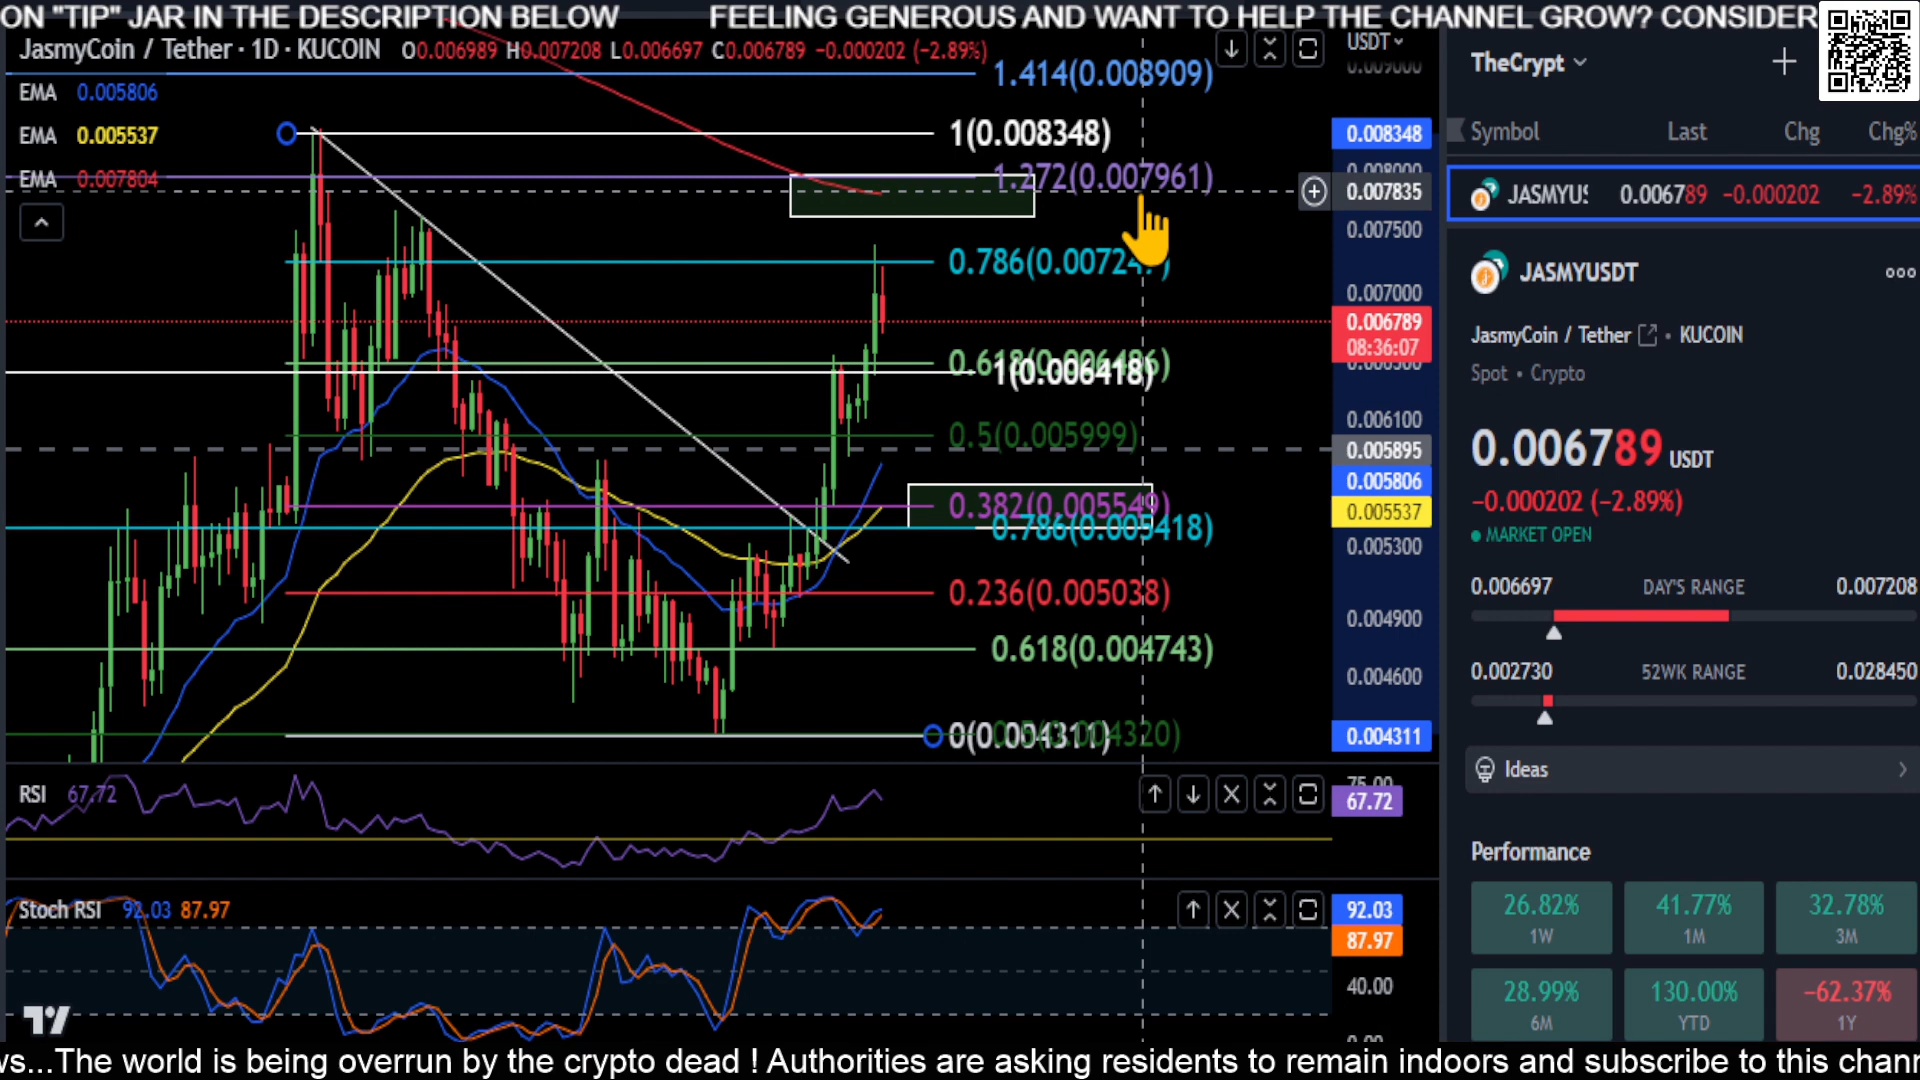 ON "TIP" JAR IN THE DESCRIPTION BELOW FEELING GENEROUS AND WANT TO HELP THE CHANNEL GROW? CONSIDER
JasmyCoin / Tether · 1D · KUCOIN O0.006989 H0.007208 L0.006697 C0.006789 −0.000202 (−2.89%)
EMA 0.005806
EMA 0.005537
EMA 0.007804
1.414(0.008909)
1(0.008348)
1.272(0.007961)
0.786(0.00724
1(0.006418)
0.5(0.005999)
0.382(0.005549)
0.786(0.005418)
0.236(0.005038)
0.618(0.004743)
0(0.004311)
USDT
0.009000
0.008348
0.008000
0.007835
0.007500
0.007000
0.006789
08:36:07
0.006100
0.005895
0.005806
0.005537
0.005300
0.004900
0.004600
0.004311
RSI 67.72
75.00
67.72
Stoch RSI 92.03 87.97
92.03
87.97
40.00
0.00
TheCrypt
Symbol Last Chg Chg%
JASMYUS 0.006789 −0.000202 −2.89%
JASMYUSDT
JasmyCoin / Tether • KUCOIN
Spot • Crypto
0.006789 USDT
−0.000202 (−2.89%)
MARKET OPEN
0.006697 DAY'S RANGE 0.007208
0.002730 52WK RANGE 0.028450
Ideas
Performance
26.82% 41.77% 32.78%
1W 1M 3M
28.99% 130.00% −62.37%
6M YTD 1Y
ws...The world is being overrun by the crypto dead ! Authorities are asking residents to remain indoors and subscribe to this chann